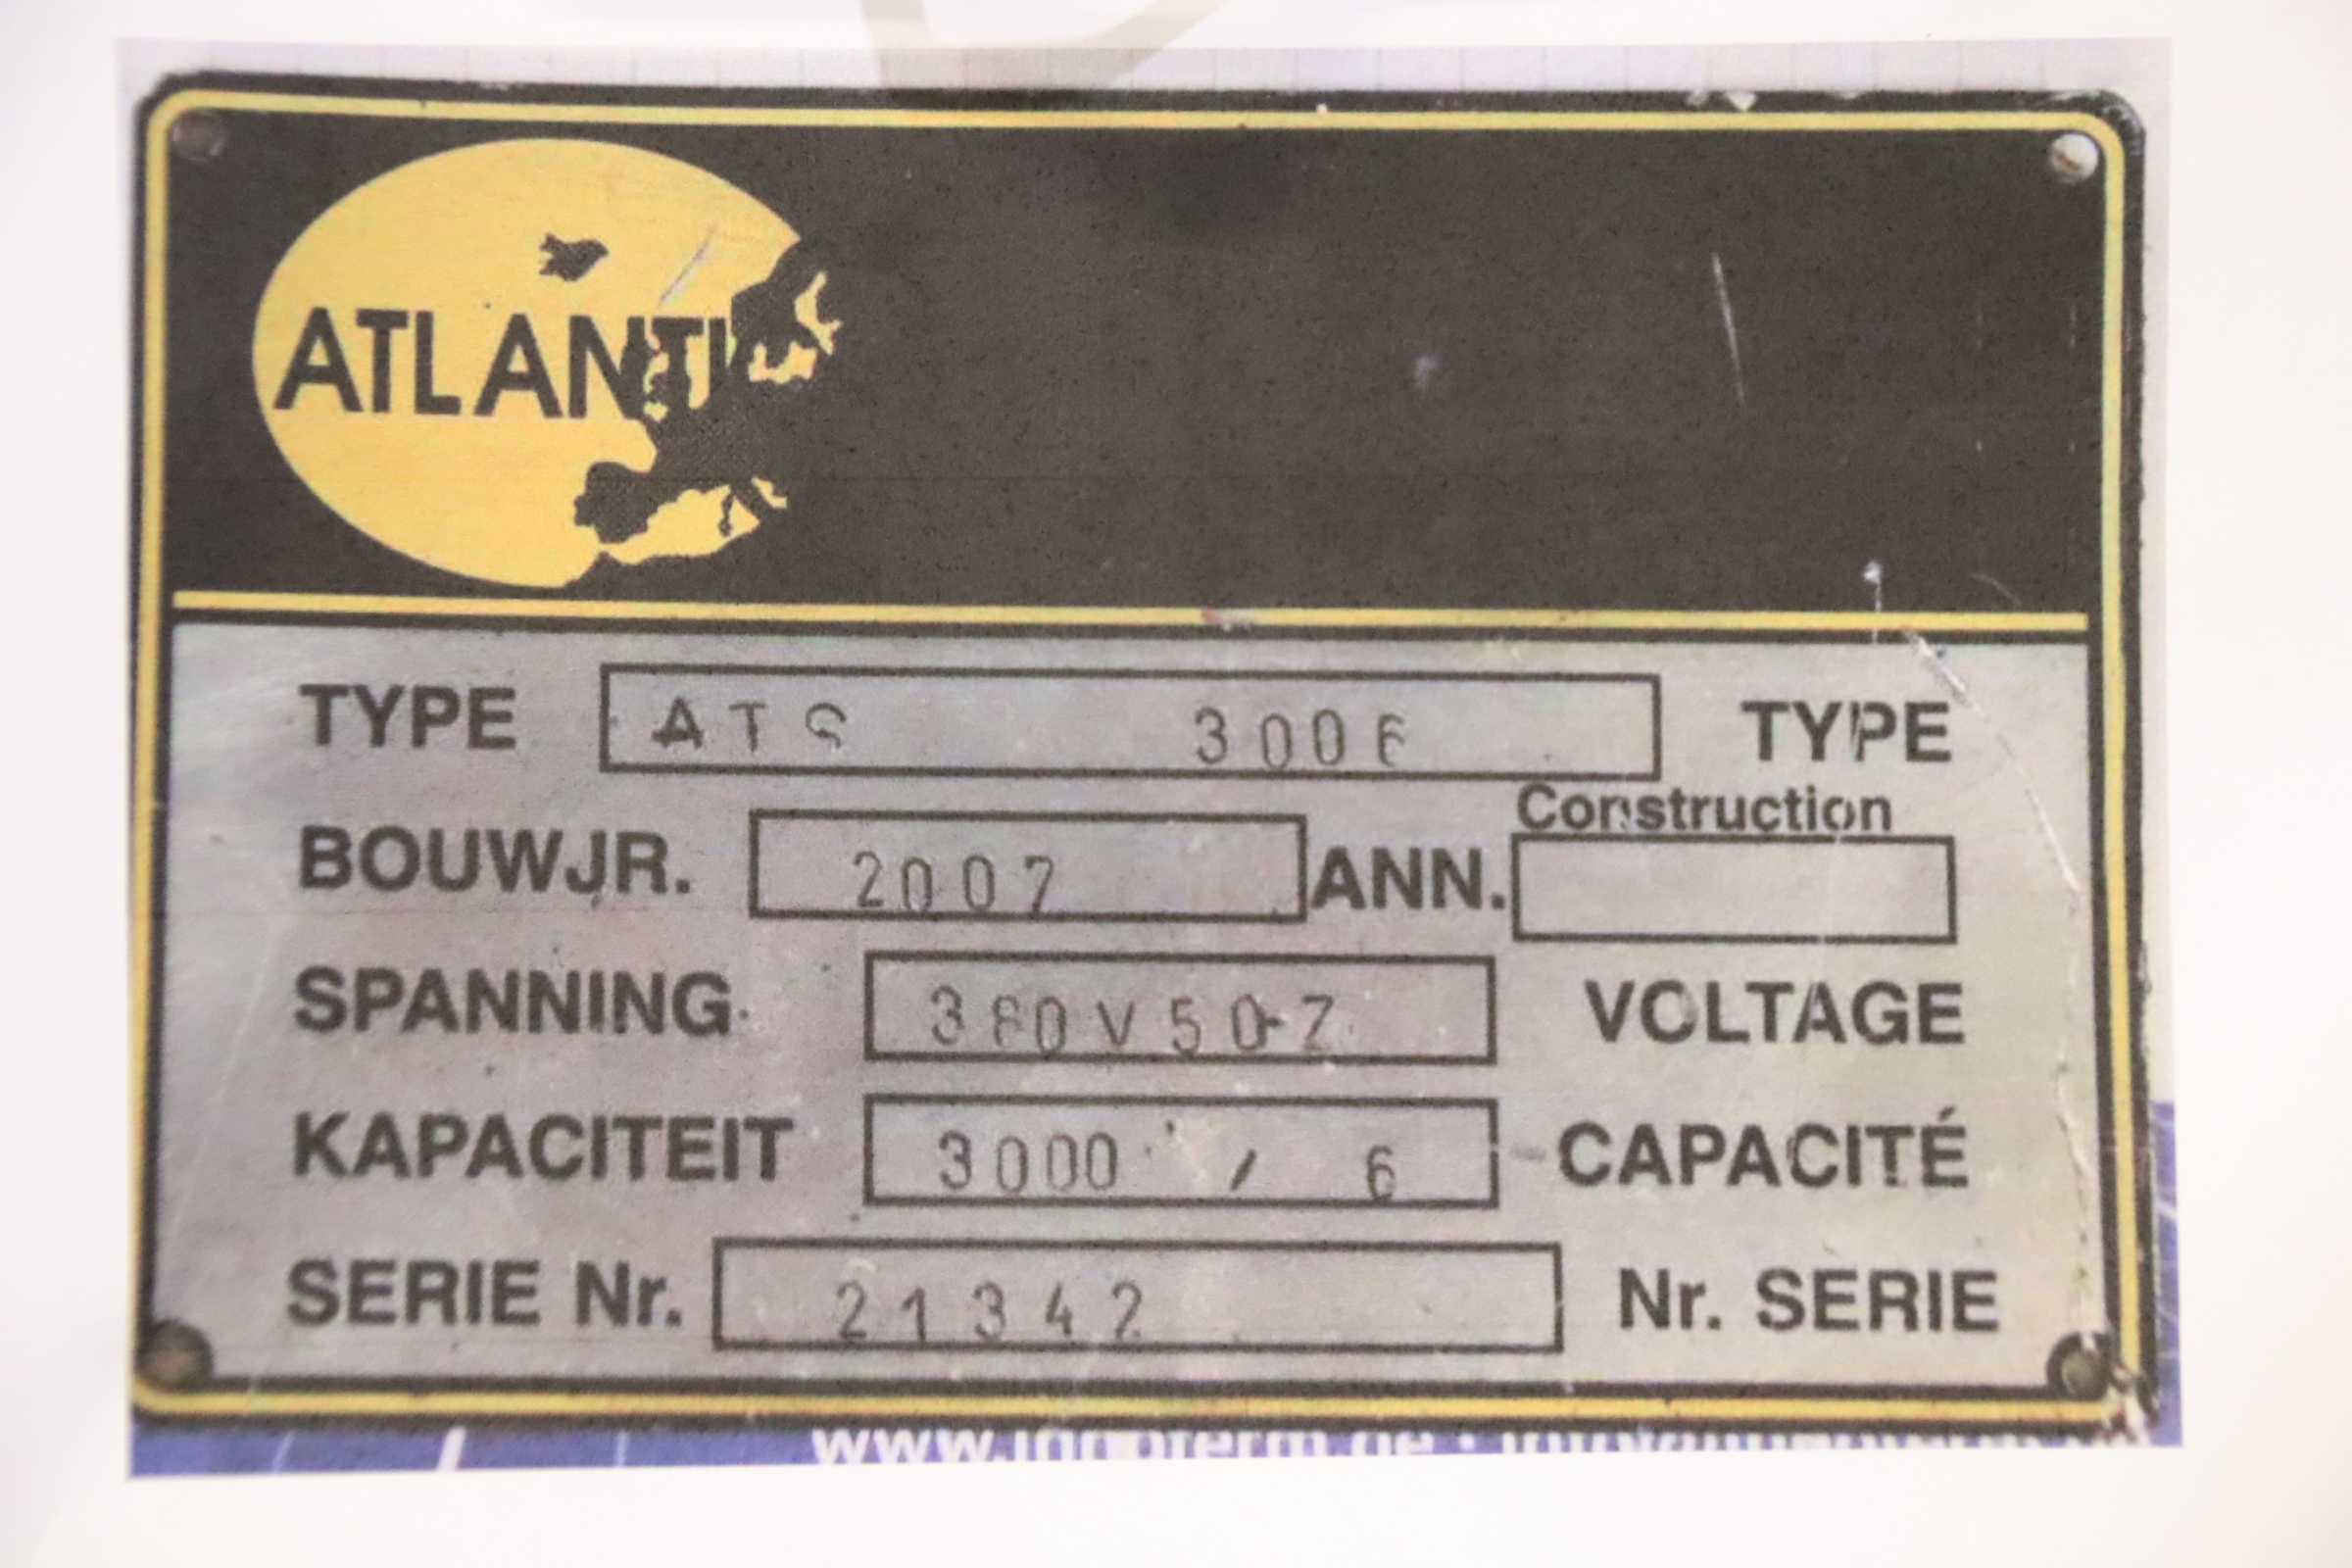 ATLANTI
TYPE ATS 3006 TYPE
Construction
BOUWJR. 2007 ANN.
SPANNING 380V50HZ VOLTAGE
KAPACITEIT 3000 / 6 CAPACITÉ
SERIE Nr. 21342 Nr. SERIE